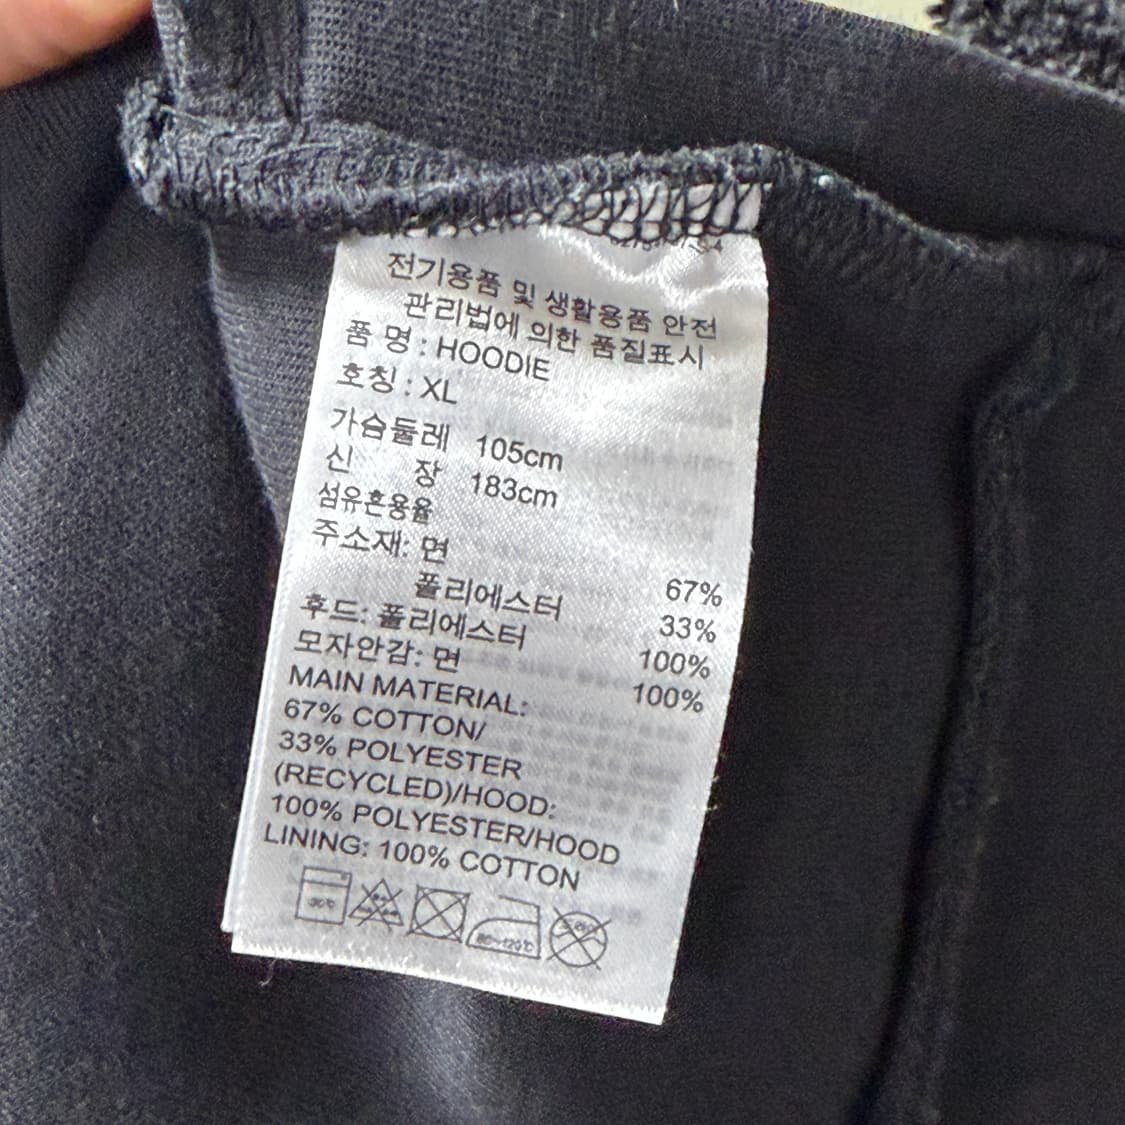 전기용품 및 생활용품 안전
관리법에 의한 품질표시
품 명 : HOODIE
호칭 : XL
가슴둘레 105cm
신 장 183cm
섬유혼용율
주소재: 면 67%
폴리에스터 33%
후드: 폴리에스터 100%
모자안감: 면 100%
MAIN MATERIAL:
67% COTTON/
33% POLYESTER
(RECYCLED)/HOOD:
100% POLYESTER/HOOD
LINING: 100% COTTON
30℃
80~120℃